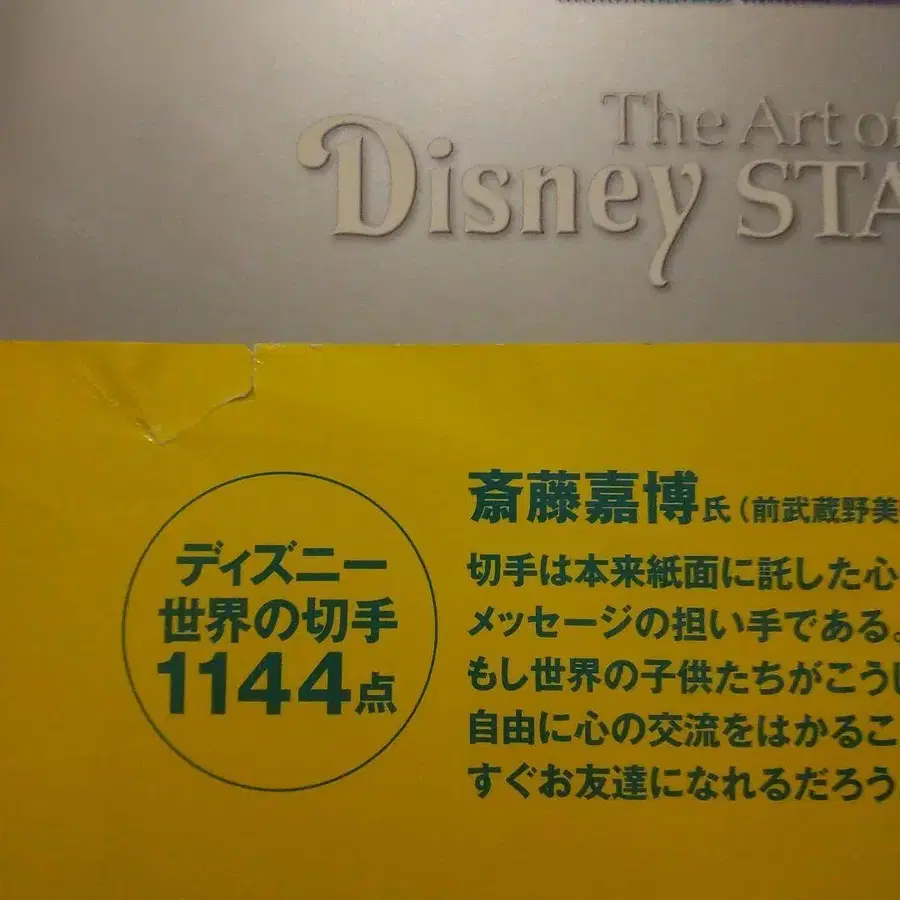 The Art of
Disney STA
ディズニー
世界の切手
1144点
斎藤嘉博氏（前武蔵野美
切手は本来紙面に託した心
メッセージの担い手である。
もし世界の子供たちがこうし
自由に心の交流をはかるこ
すぐお友達になれるだろう